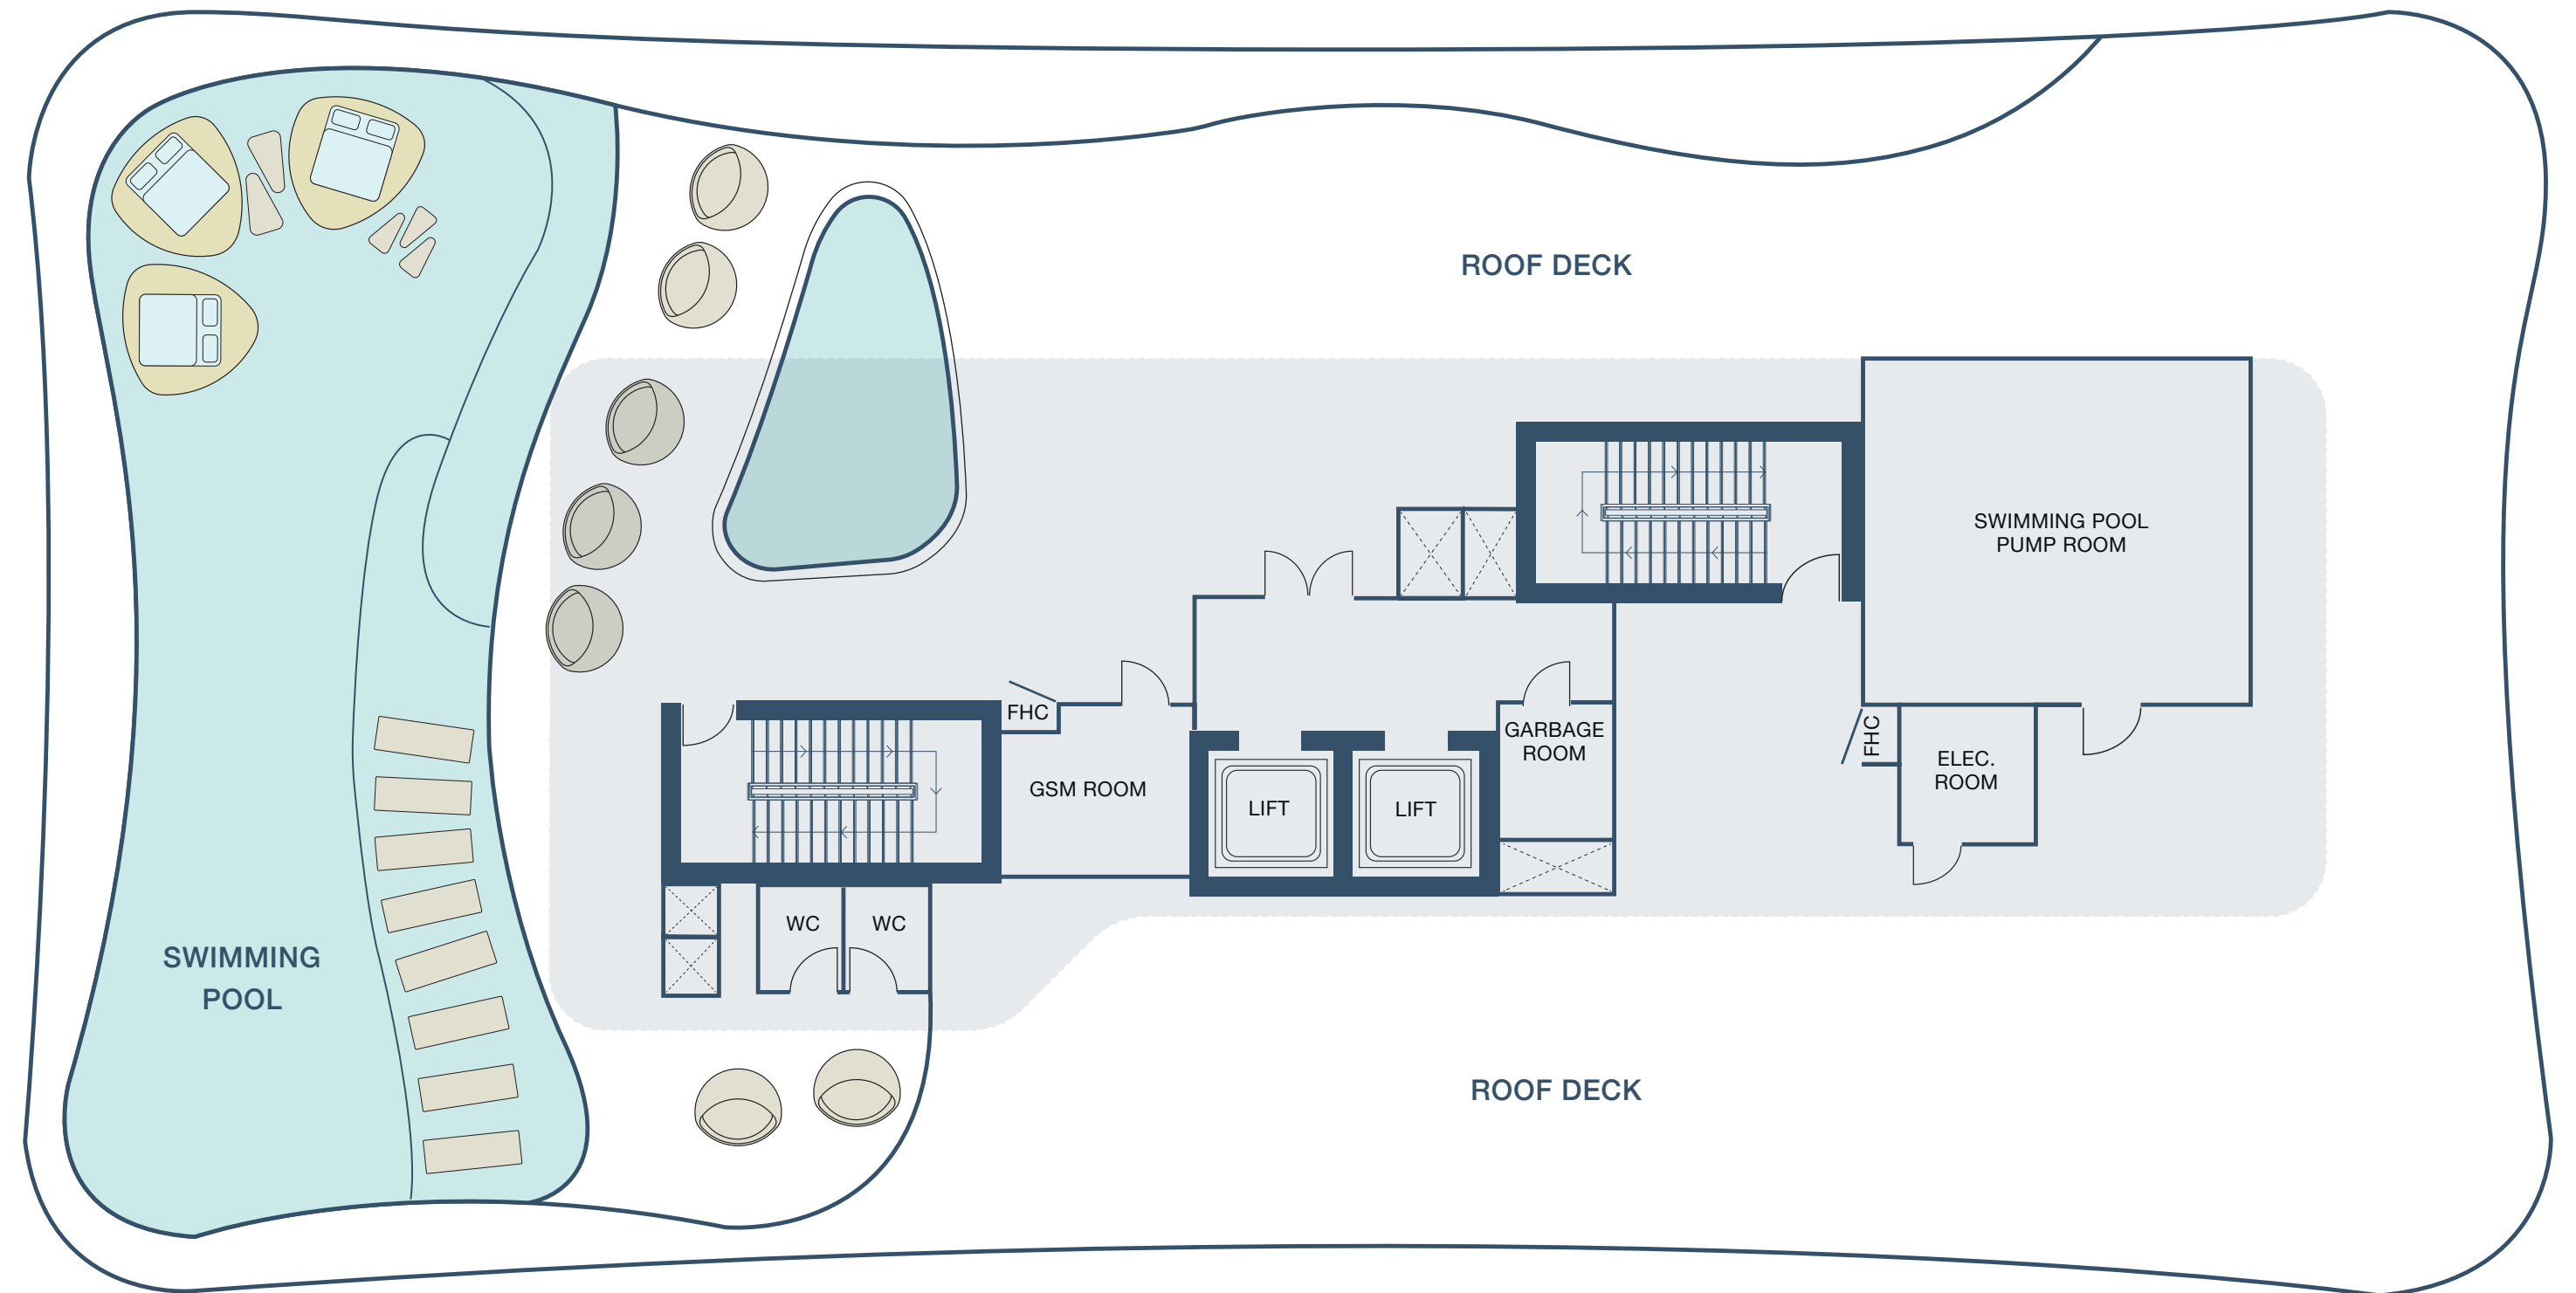 ROOF DECK
SWIMMING POOL
PUMP ROOM
FHC
GSM ROOM
LIFT
LIFT
GARBAGE
ROOM
FHC
ELEC.
ROOM
WC
WC
SWIMMING
POOL
ROOF DECK